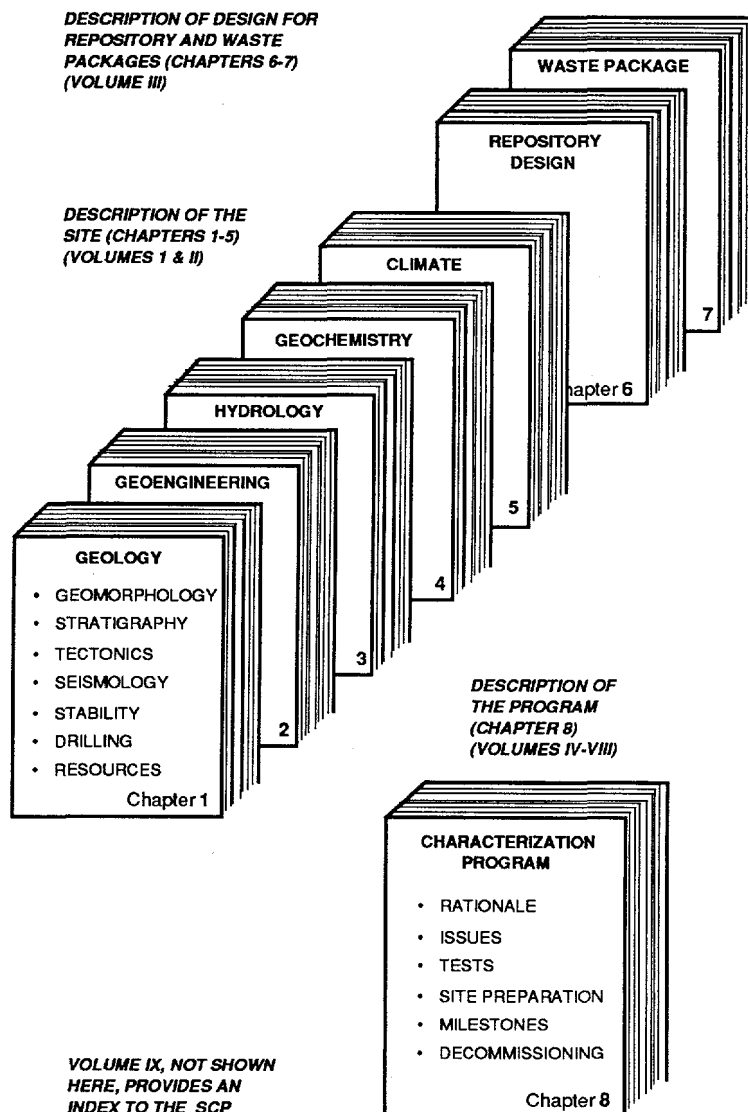 DESCRIPTION OF DESIGN FOR
REPOSITORY AND WASTE
PACKAGES (CHAPTERS 6-7)
(VOLUME III)
WASTE PACKAGE
7
REPOSITORY
DESIGN
hapter 6
DESCRIPTION OF THE
SITE (CHAPTERS 1-5)
(VOLUMES 1 & II)
CLIMATE
5
GEOCHEMISTRY
4
HYDROLOGY
3
GEOENGINEERING
2
GEOLOGY
• GEOMORPHOLOGY
• STRATIGRAPHY
• TECTONICS
• SEISMOLOGY
• STABILITY
• DRILLING
• RESOURCES
Chapter 1
DESCRIPTION OF
THE PROGRAM
(CHAPTER 8)
(VOLUMES IV-VIII)
CHARACTERIZATION
PROGRAM
• RATIONALE
• ISSUES
• TESTS
• SITE PREPARATION
• MILESTONES
• DECOMMISSIONING
Chapter 8
VOLUME IX, NOT SHOWN
HERE, PROVIDES AN
INDEX TO THE SCP